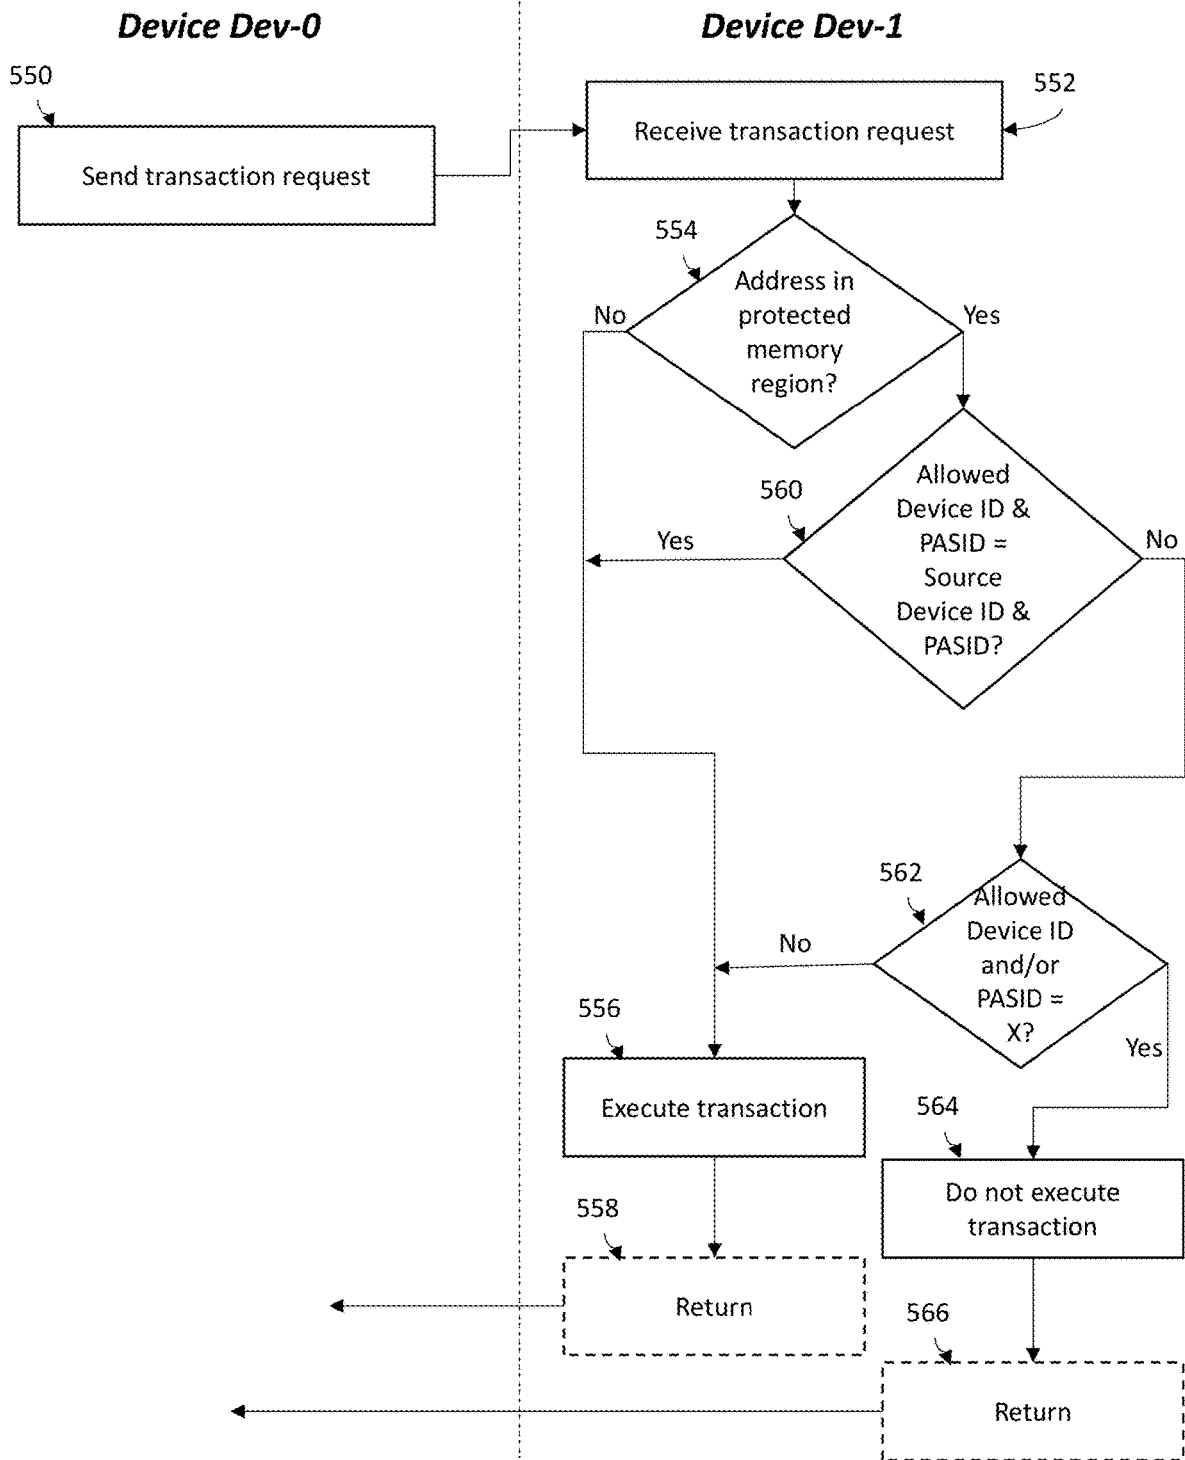 Device Dev-0
Device Dev-1
550
552
Send transaction request
Receive transaction request
554
Address in
protected
memory
region?
No
Yes
560
Allowed
Device ID &
PASID =
Source
Device ID &
PASID?
Yes
No
562
Allowed
Device ID
and/or
PASID =
X?
No
Yes
556
Execute transaction
564
Do not execute
transaction
558
Return
566
Return